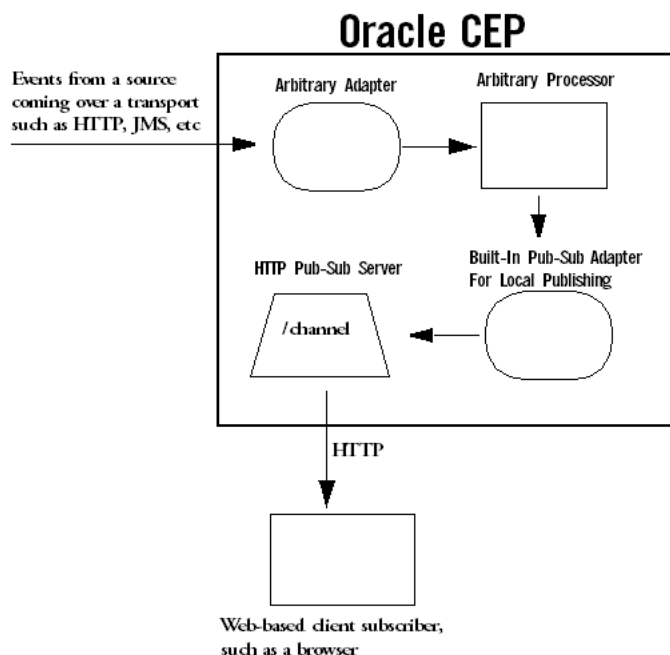 Oracle CEP
Events from a source
coming over a transport
such as HTTP, JMS, etc
Arbitrary Adapter
Arbitrary Processor
HTTP Pub-Sub Server
/channel
Built-In Pub-Sub Adapter
For Local Publishing
HTTP
Web-based client subscriber,
such as a browser